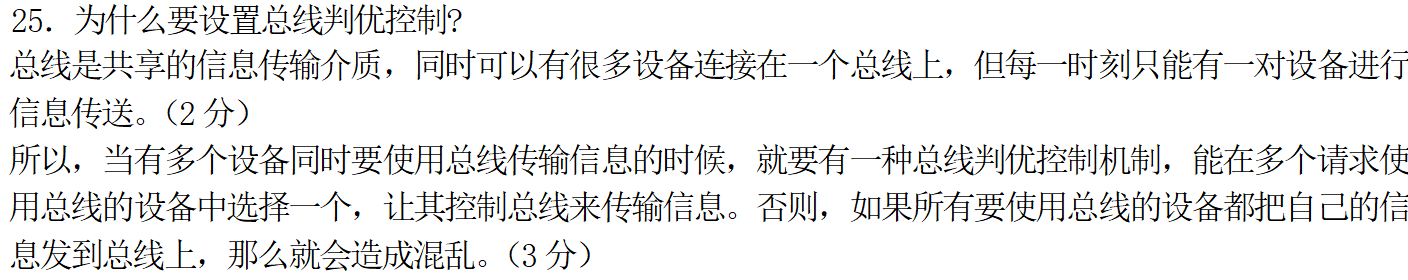 25．为什么要设置总线判优控制?
总线是共享的信息传输介质，同时可以有很多设备连接在一个总线上，但每一时刻只能有一对设备进行
信息传送。（2 分）
所以，当有多个设备同时要使用总线传输信息的时候，就要有一种总线判优控制机制，能在多个请求使
用总线的设备中选择一个，让其控制总线来传输信息。否则，如果所有要使用总线的设备都把自己的信
息发到总线上，那么就会造成混乱。（3 分）